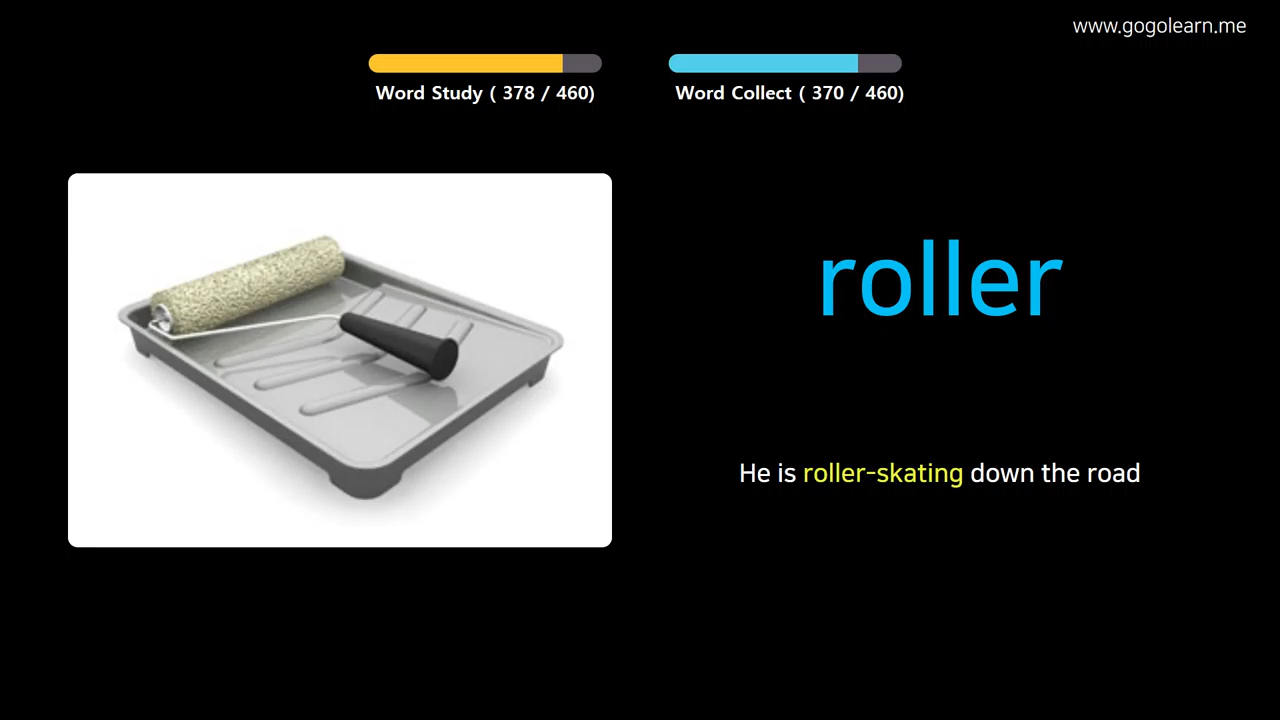 www.gogolearn.me
Word Study ( 378 / 460)
Word Collect ( 370 / 460)
roller
He is roller-skating down the road